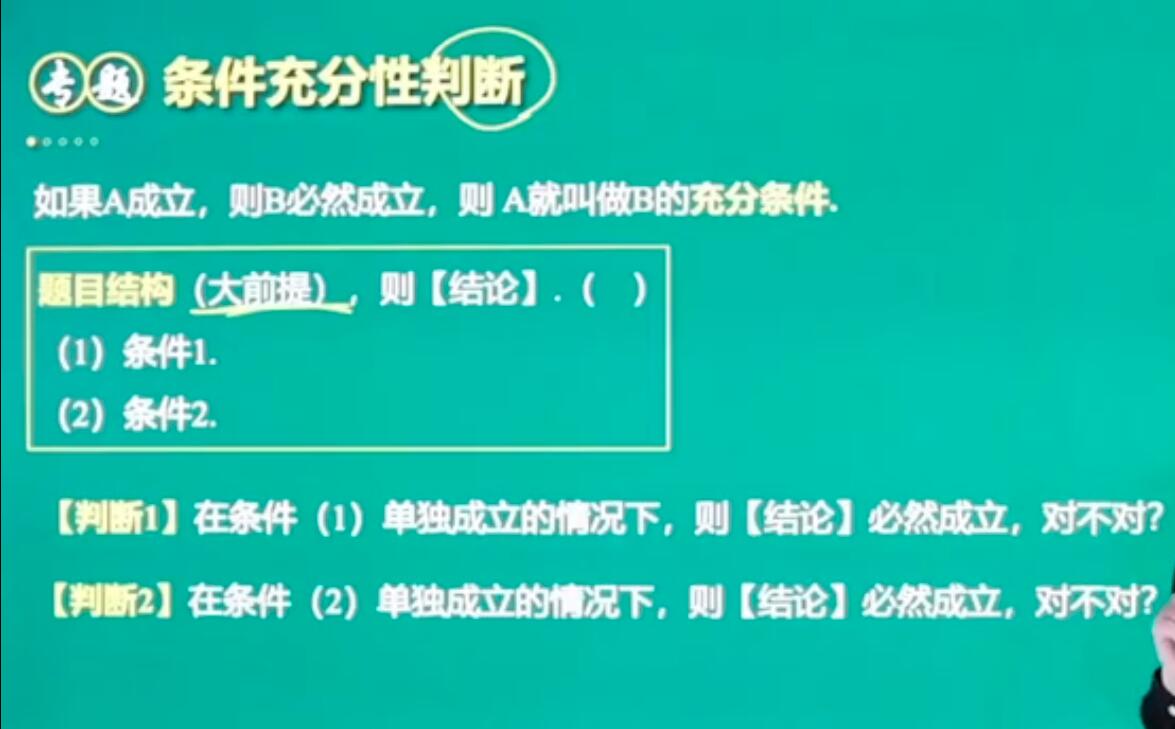 专题 条件充分性判断
如果A成立，则B必然成立，则 A就叫做B的充分条件.
题目结构（大前提），则【结论】.（ ）
（1）条件1.
（2）条件2.
【判断1】在条件（1）单独成立的情况下，则【结论】必然成立，对不对？
【判断2】在条件（2）单独成立的情况下，则【结论】必然成立，对不对？